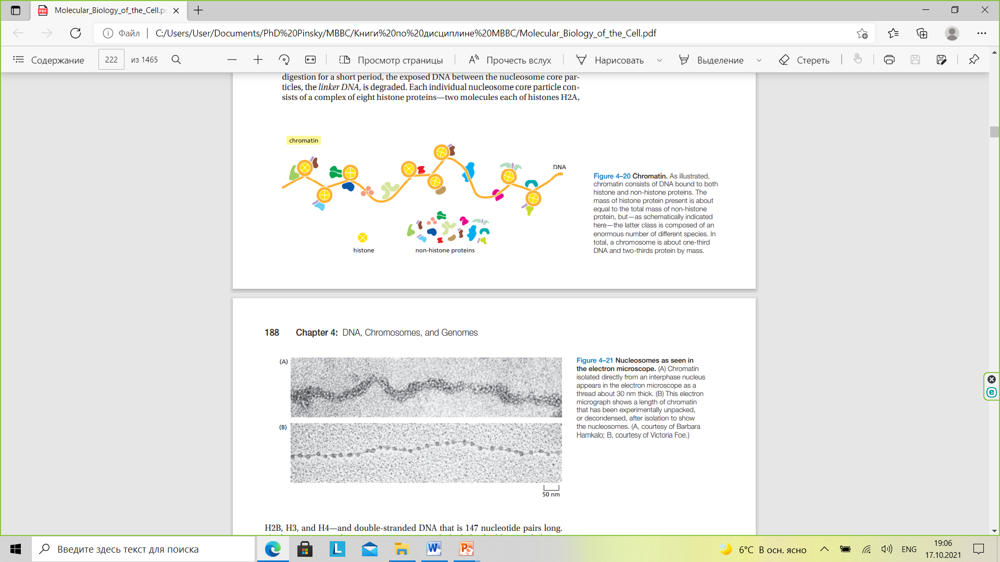 Molecular_Biology_of_the_Cell.pc
Файл
C:/Users/User/Documents/PhD%20Pinsky/MBBC/Книги%20по%20дисциплине%20MBBC/Molecular_Biology_of_the_Cell.pdf
Содержание
222
из 1465
Просмотр страницы
Прочесть вслух
Нарисовать
Выделение
Стереть
digestion for a short period, the exposed DNA between the nucleosome core par-
ticles, the linker DNA, is degraded. Each individual nucleosome core particle con-
sists of a complex of eight histone proteins—two molecules each of histones H2A,
chromatin
DNA
histone
non-histone proteins
Figure 4–20 Chromatin. As illustrated,
chromatin consists of DNA bound to both
histone and non-histone proteins. The
mass of histone protein present is about
equal to the total mass of non-histone
protein, but—as schematically indicated
here—the latter class is composed of an
enormous number of different species. In
total, a chromosome is about one-third
DNA and two-thirds protein by mass.
188 Chapter 4: DNA, Chromosomes, and Genomes
(A)
(B)
50 nm
Figure 4–21 Nucleosomes as seen in
the electron microscope. (A) Chromatin
isolated directly from an interphase nucleus
appears in the electron microscope as a
thread about 30 nm thick. (B) This electron
micrograph shows a length of chromatin
that has been experimentally unpacked,
or decondensed, after isolation to show
the nucleosomes. (A, courtesy of Barbara
Hamkalo; B, courtesy of Victoria Foe.)
H2B, H3, and H4—and double-stranded DNA that is 147 nucleotide pairs long.
Введите здесь текст для поиска
6°C В осн. ясно
ENG
19:06
17.10.2021